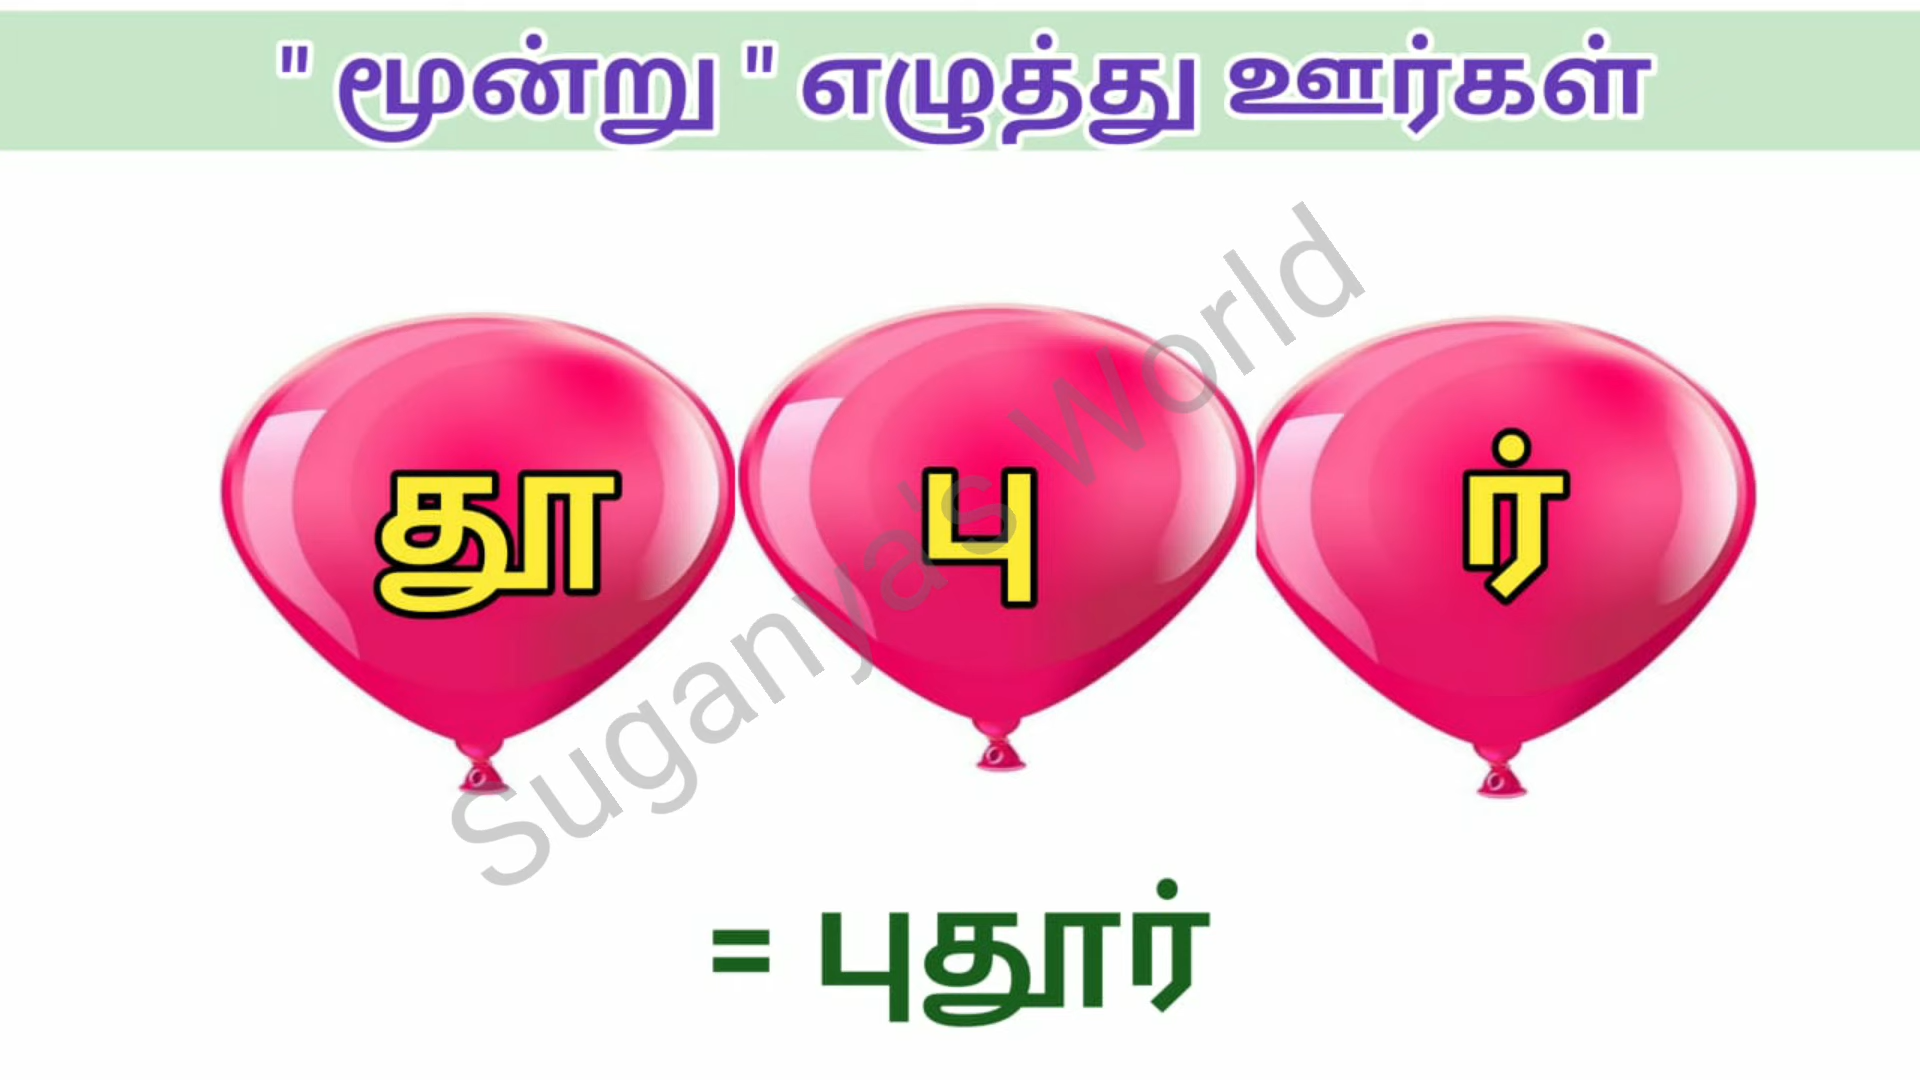 " மூன்று " எழுத்து ஊர்கள்
தூ பு ர்
Suganya's World
= புதூர்